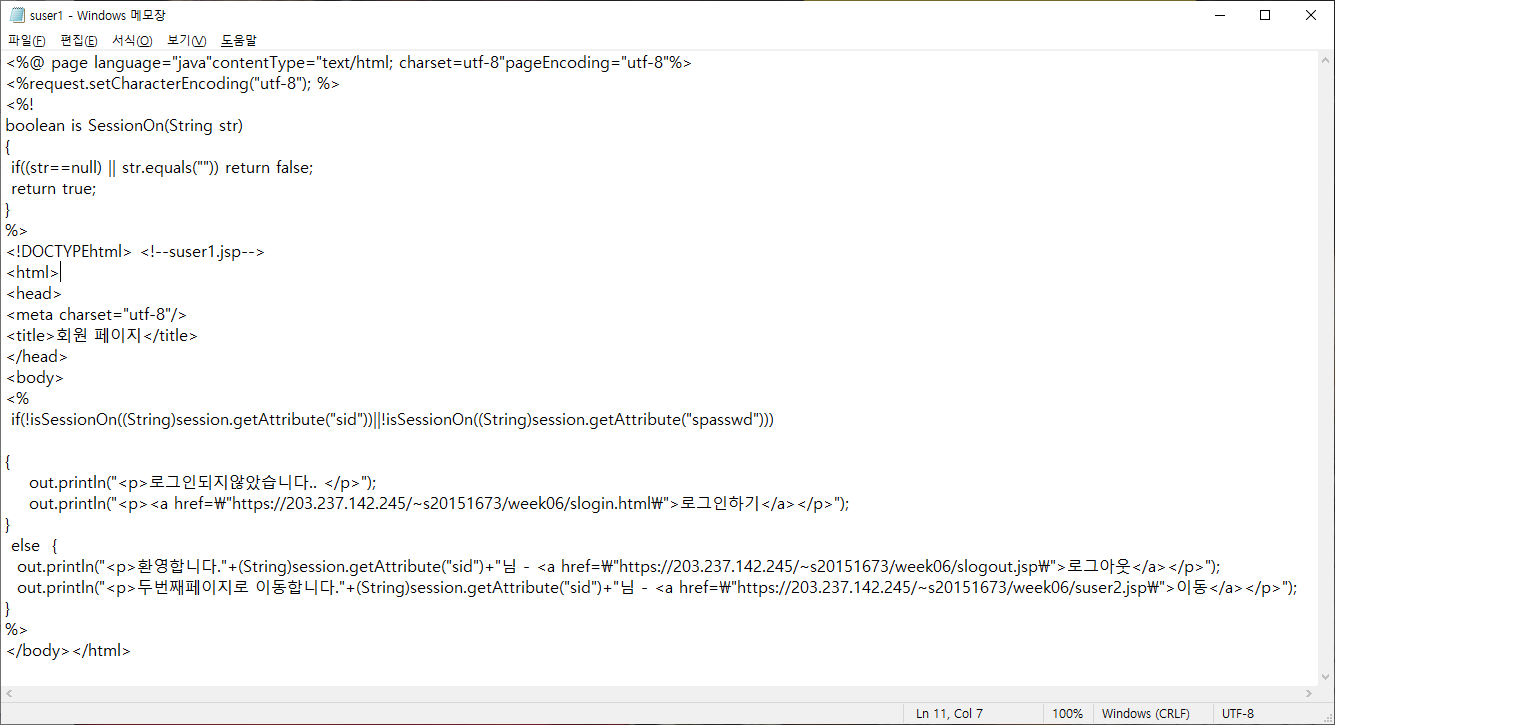 suser1 - Windows 메모장
파일(F) 편집(E) 서식(O) 보기(V) 도움말
<%@ page language="java"contentType="text/html; charset=utf-8"pageEncoding="utf-8"%>
<%request.setCharacterEncoding("utf-8"); %>
<%!
boolean is SessionOn(String str)
{
 if((str==null) || str.equals("")) return false;
 return true;
}
%>
<!DOCTYPEhtml> <!--suser1.jsp-->
<html>
<head>
<meta charset="utf-8"/>
<title>회원 페이지</title>
</head>
<body>
<%
 if(!isSessionOn((String)session.getAttribute("sid"))||!isSessionOn((String)session.getAttribute("spasswd")))
{
    out.println("<p>로그인되지않았습니다.. </p>");
    out.println("<p><a href=₩"https://203.237.142.245/~s20151673/week06/slogin.html₩">로그인하기</a></p>");
}
 else  {
  out.println("<p>환영합니다."+(String)session.getAttribute("sid")+"님 - <a href=₩"https://203.237.142.245/~s20151673/week06/slogout.jsp₩">로그아웃</a></p>");
  out.println("<p>두번째페이지로 이동합니다."+(String)session.getAttribute("sid")+"님 - <a href=₩"https://203.237.142.245/~s20151673/week06/suser2.jsp₩">이동</a></p>");
}
%>
</body></html>
Ln 11, Col 7 100% Windows (CRLF) UTF-8